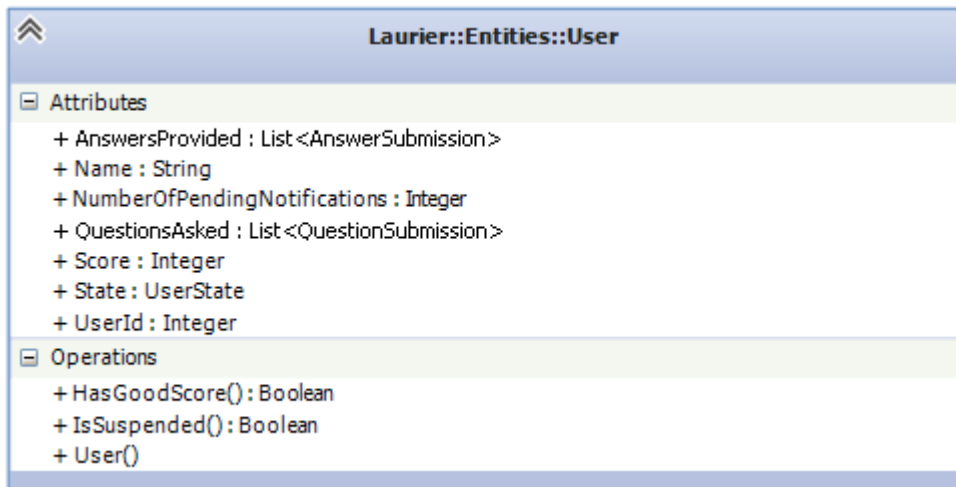 Laurier::Entities::User
Attributes
+ AnswersProvided : List<AnswerSubmission>
+ Name : String
+ NumberOfPendingNotifications : Integer
+ QuestionsAsked : List<QuestionSubmission>
+ Score : Integer
+ State : UserState
+ UserId : Integer
Operations
+ HasGoodScore() : Boolean
+ IsSuspended() : Boolean
+ User()